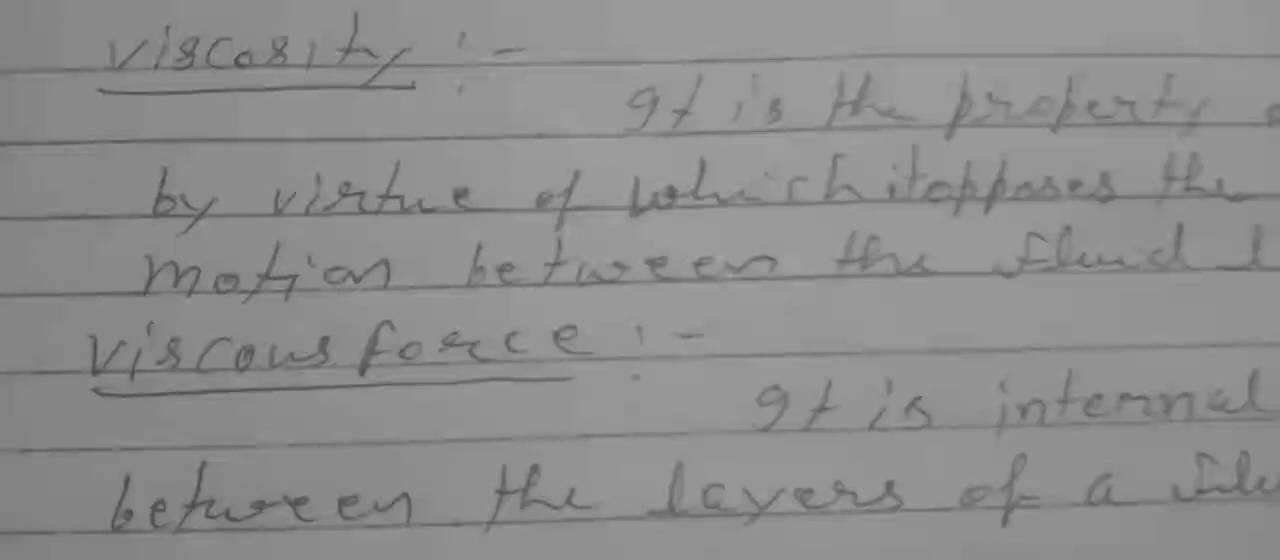 Viscosity :-
It is the property
by virtue of which it opposes the
motion between the fluid
Viscous force :-
It is internal
between the layers of a